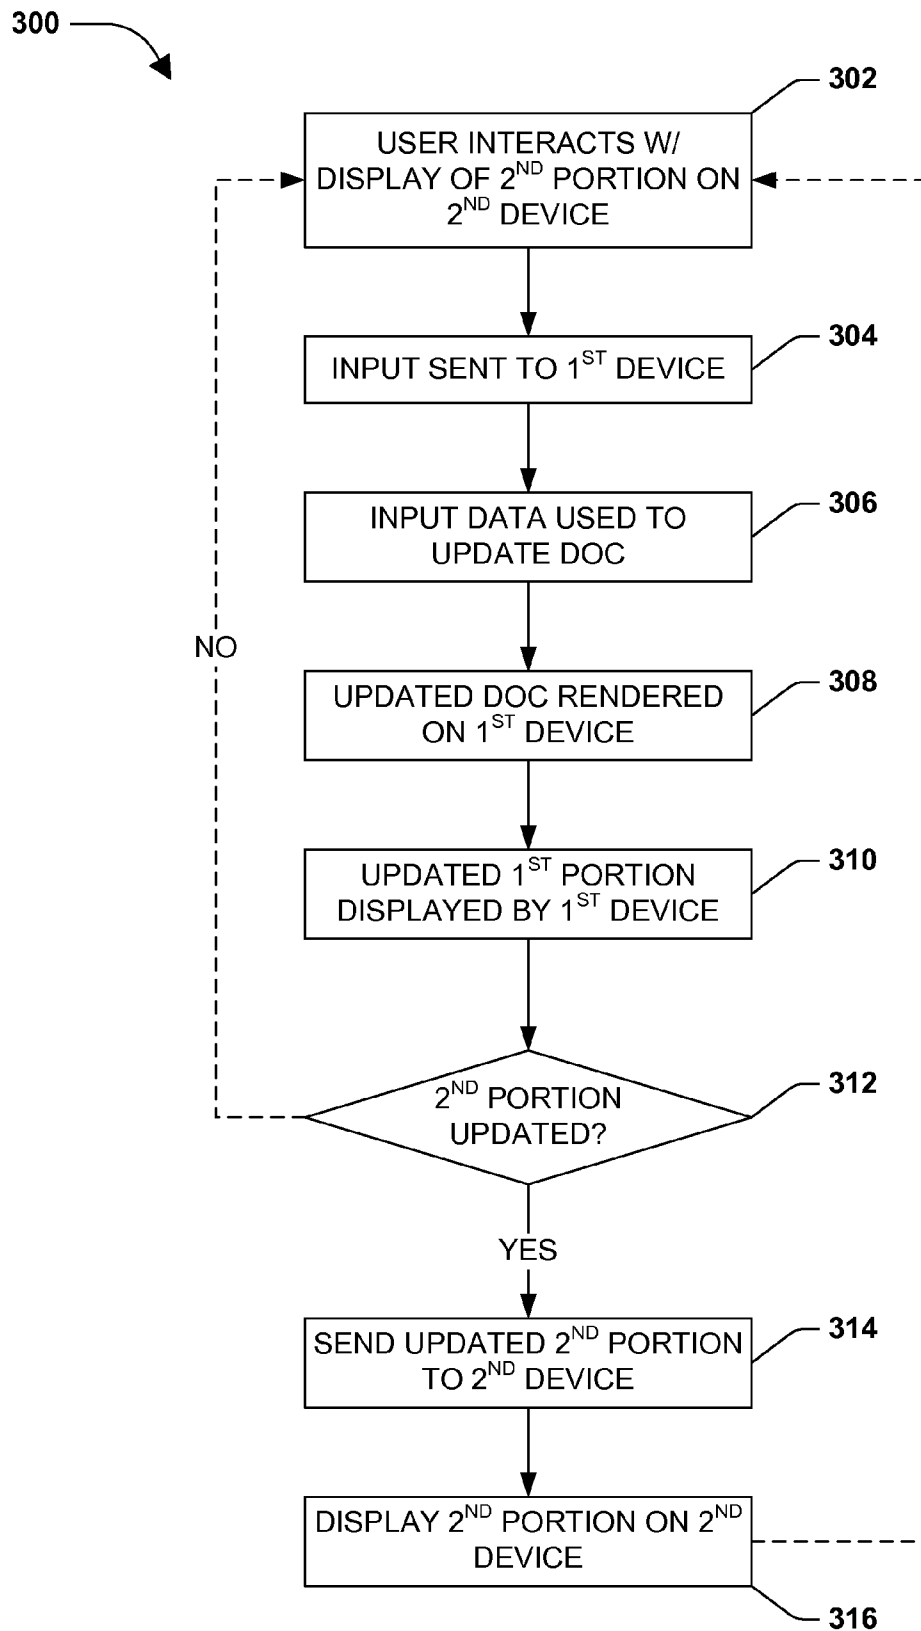 300
302
USER INTERACTS W/
DISPLAY OF 2ND PORTION ON
2ND DEVICE
304
INPUT SENT TO 1ST DEVICE
306
INPUT DATA USED TO
UPDATE DOC
NO
308
UPDATED DOC RENDERED
ON 1ST DEVICE
310
UPDATED 1ST PORTION
DISPLAYED BY 1ST DEVICE
312
2ND PORTION
UPDATED?
YES
314
SEND UPDATED 2ND PORTION
TO 2ND DEVICE
DISPLAY 2ND PORTION ON 2ND
DEVICE
316